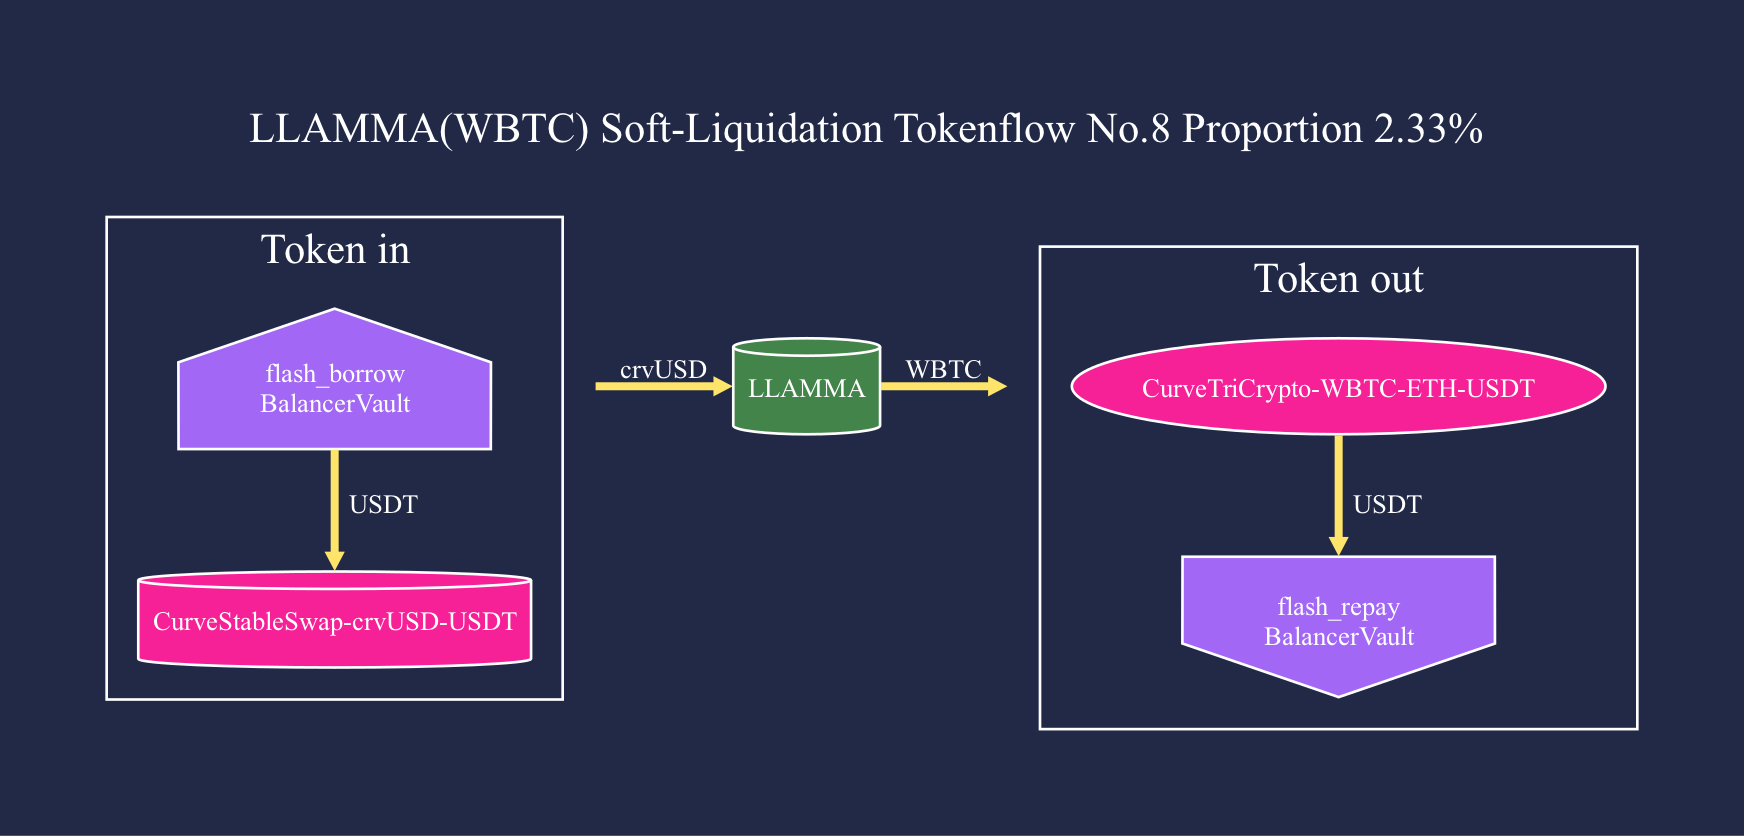 LLAMMA(WBTC) Soft-Liquidation Tokenflow No.8 Proportion 2.33%
Token in
flash_borrow
BalancerVault
USDT
CurveStableSwap-crvUSD-USDT
crvUSD
LLAMMA
WBTC
Token out
CurveTriCrypto-WBTC-ETH-USDT
USDT
flash_repay
BalancerVault